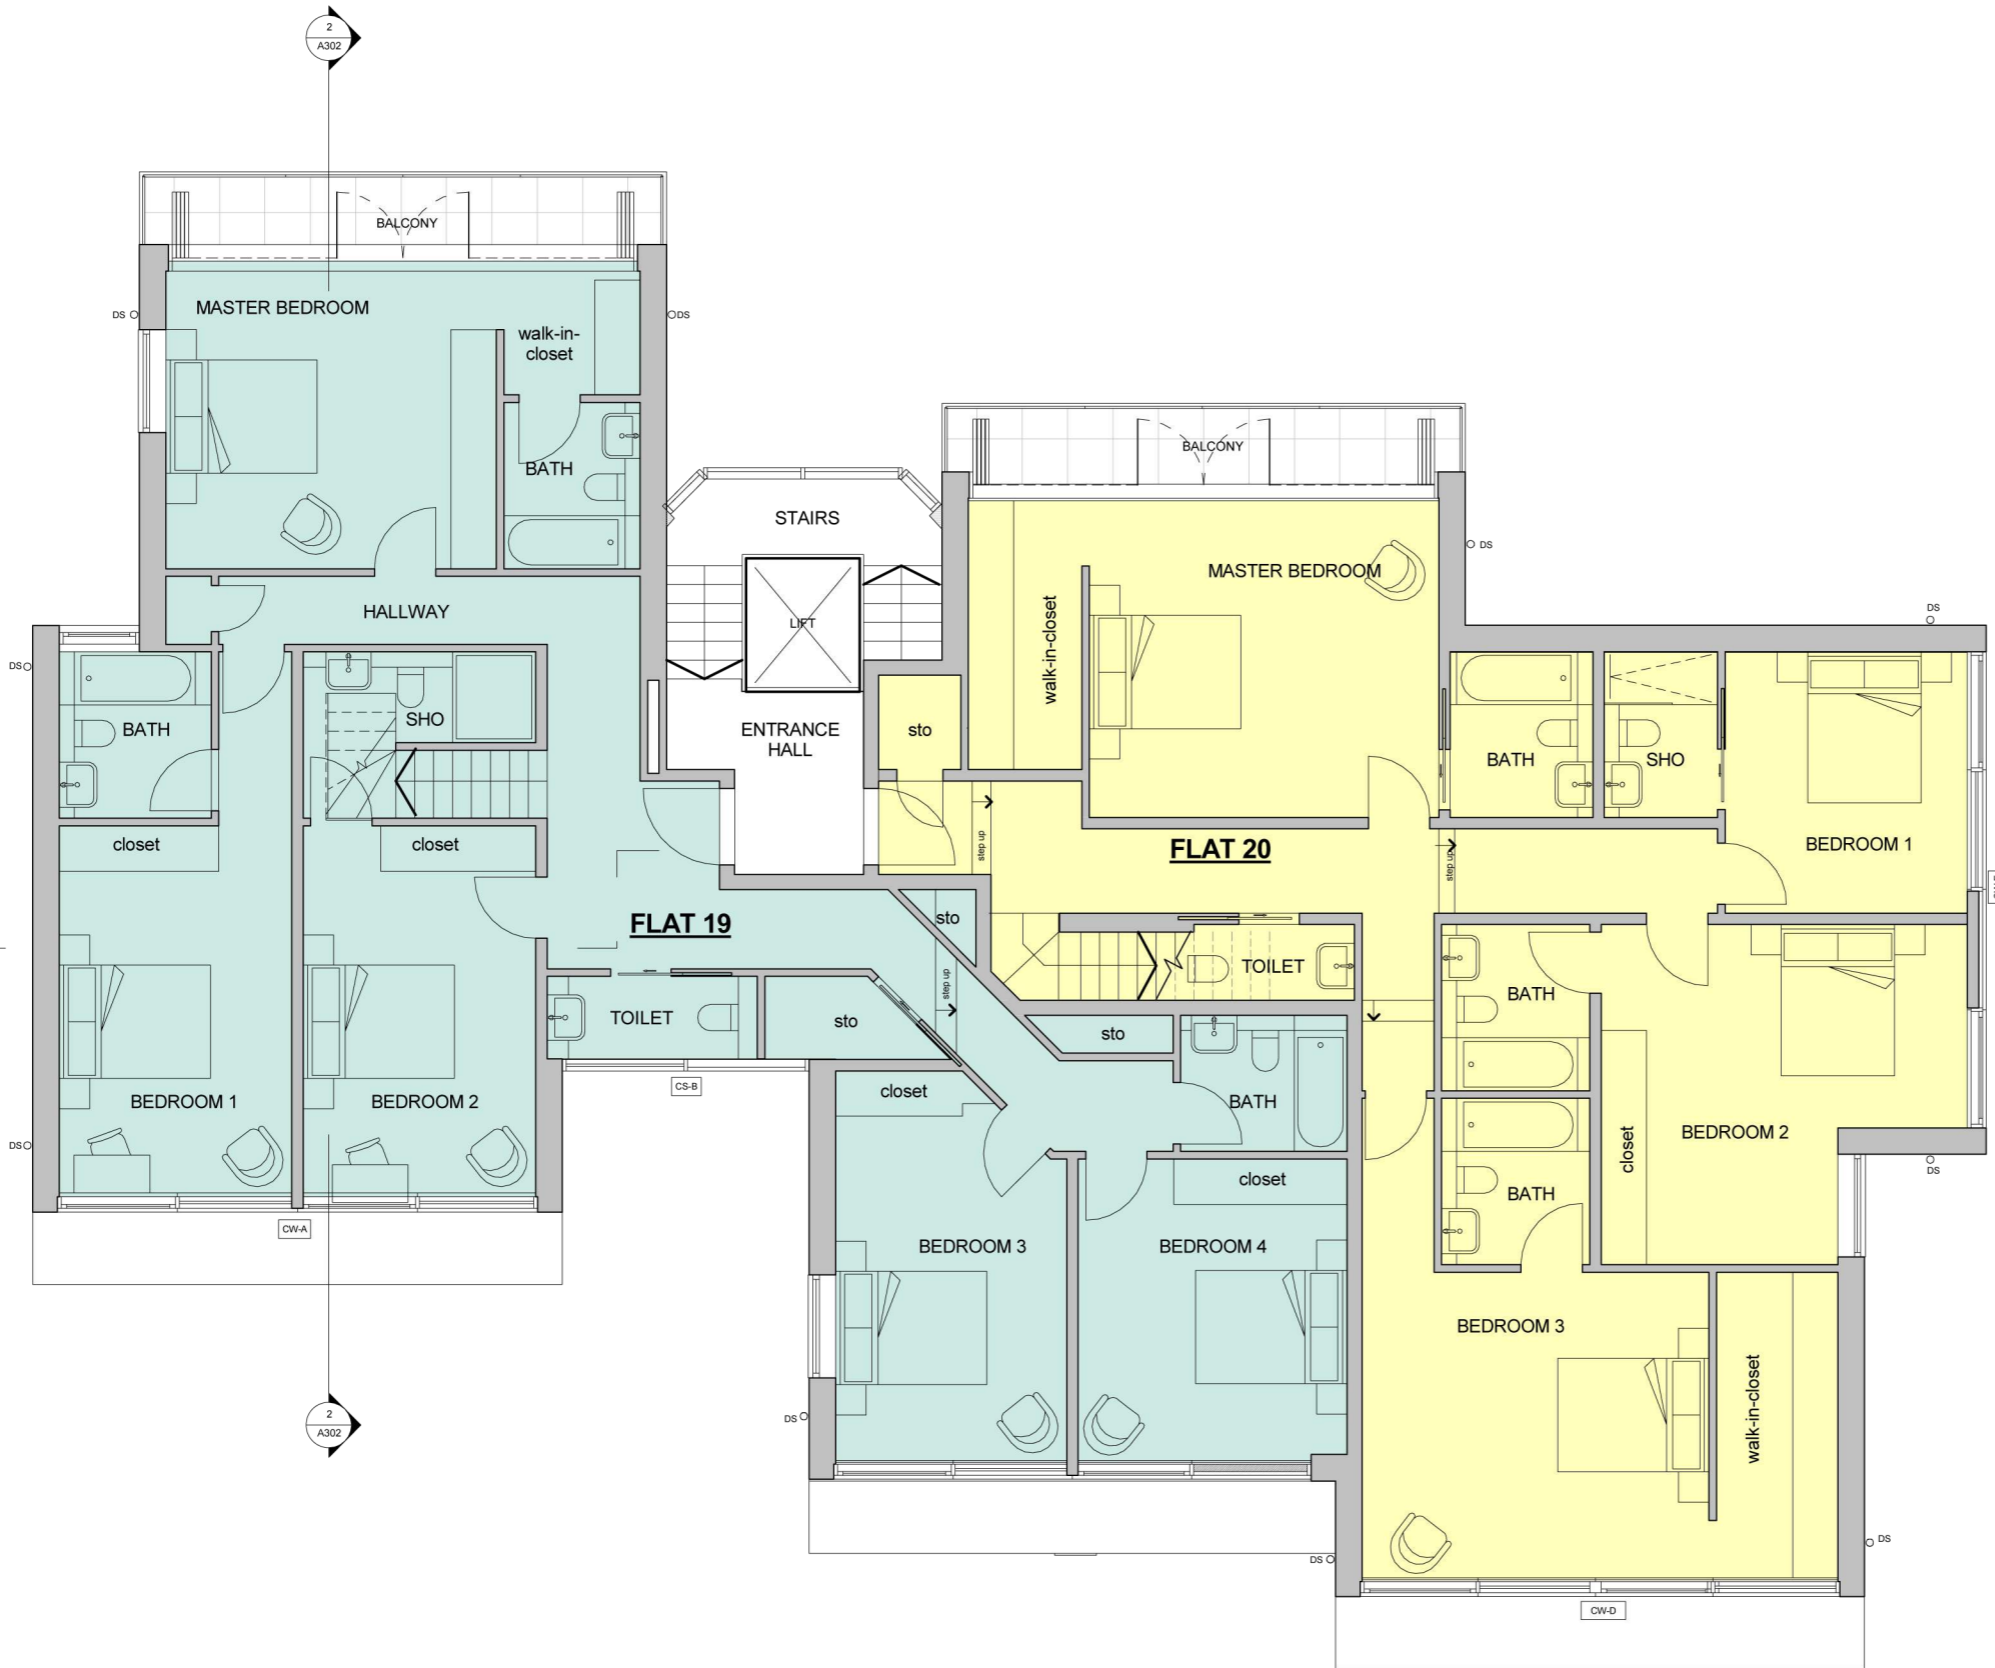 2
A302
BALCONY
MASTER BEDROOM
DS
DS
walk-in-
closet
BATH
BALCONY
STAIRS
DS
MASTER BEDROOM
HALLWAY
LIFT
DS
DS
walk-in-closet
BATH
SHO
ENTRANCE
HALL
sto
BATH
SHO
closet
closet
step up
FLAT 20
step up
BEDROOM 1
FLAT 19
sto
step up
TOILET
BATH
TOILET
sto
sto
BEDROOM 1
BEDROOM 2
CS-B
closet
BATH
BEDROOM 2
closet
DS
DS
closet
BATH
CW-A
BEDROOM 3
BEDROOM 4
BEDROOM 3
walk-in-closet
2
A302
DS
DS
DS
CW-D